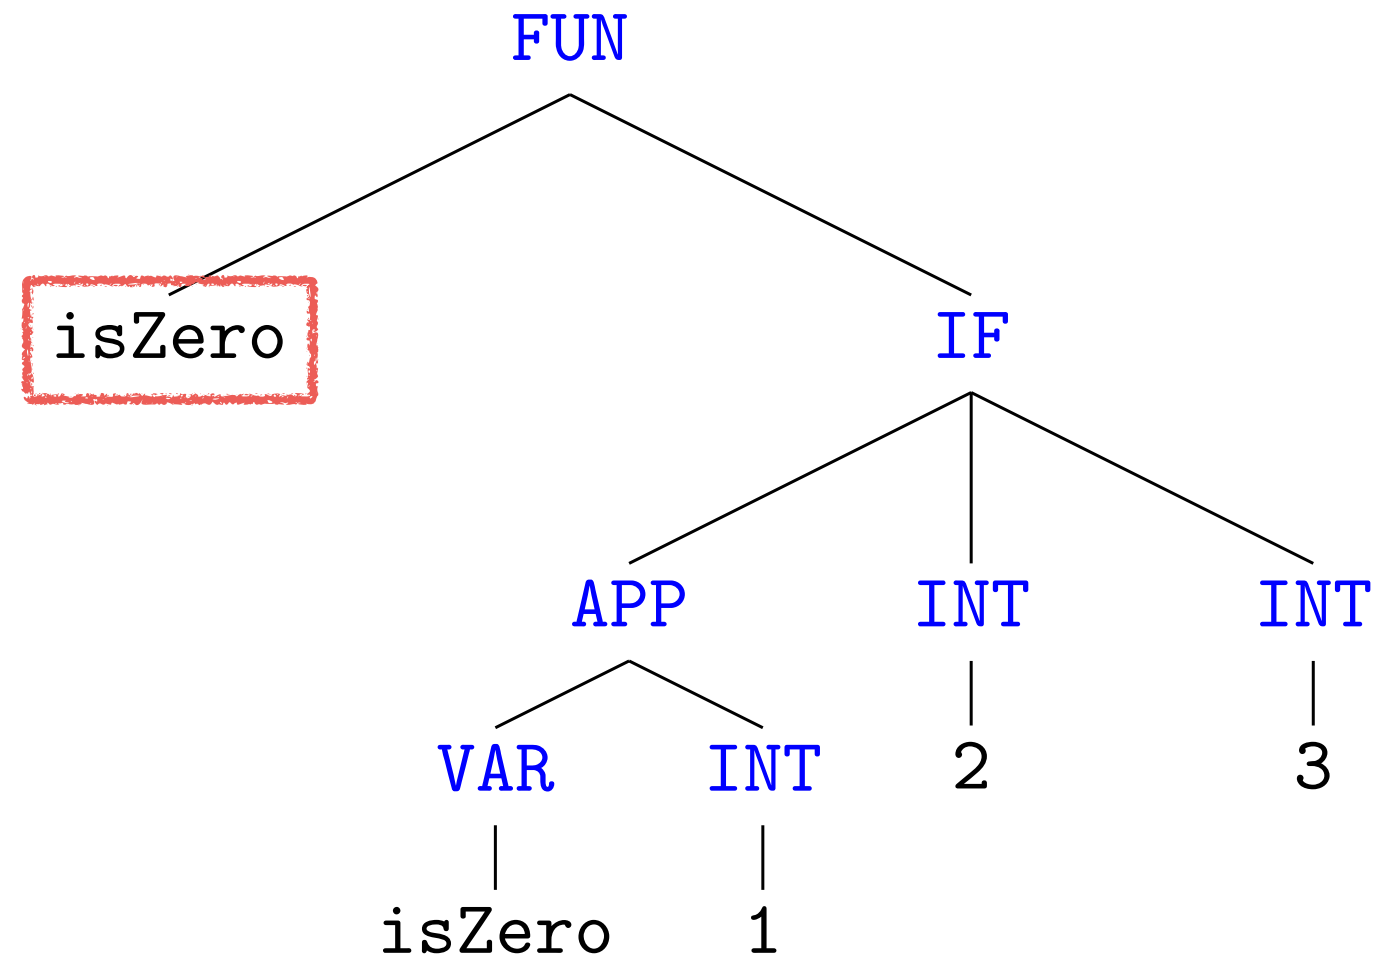 FUN
isZero IF
APP INT INT
VAR INT 2 3
isZero 1